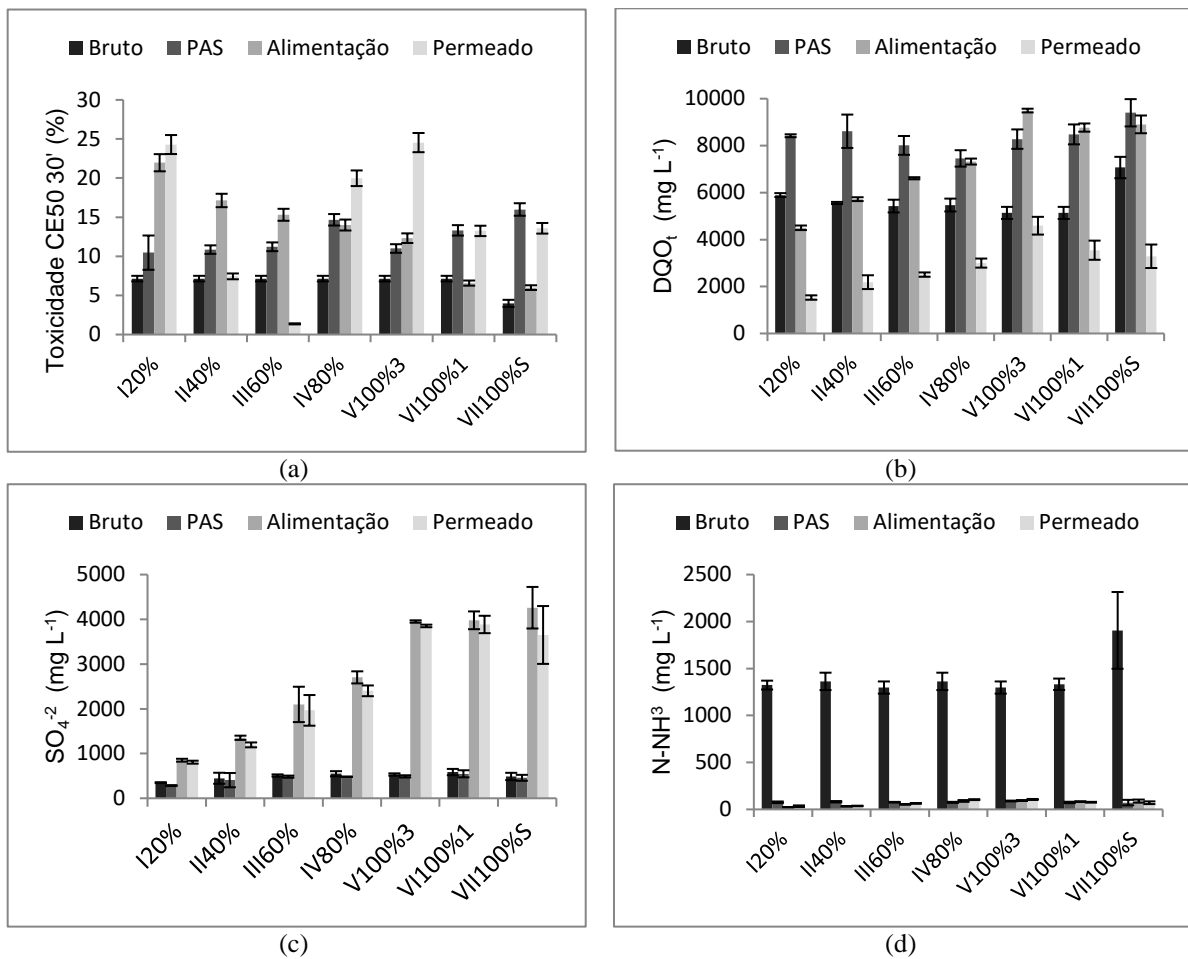 Bruto PAS Alimentação Permeado
Toxicidade CE50 30' (%)
30
25
20
15
10
5
0
I20% II40% III60% IV80% V100%3 VI100%1 VII100%S
(a)
Bruto PAS Alimentação Permeado
DQOt (mg L-1)
10000
8000
6000
4000
2000
0
I20% II40% III60% IV80% V100%3 VI100%1 VII100%S
(b)
Bruto PAS Alimentação Permeado
SO4-2 (mg L-1)
5000
4000
3000
2000
1000
0
I20% II40% III60% IV80% V100%3 VI100%1 VII100%S
(c)
Bruto PAS Alimentação Permeado
N-NH3 (mg L-1)
2500
2000
1500
1000
500
0
I20% II40% III60% IV80% V100%3 VI100%1 VII100%S
(d)